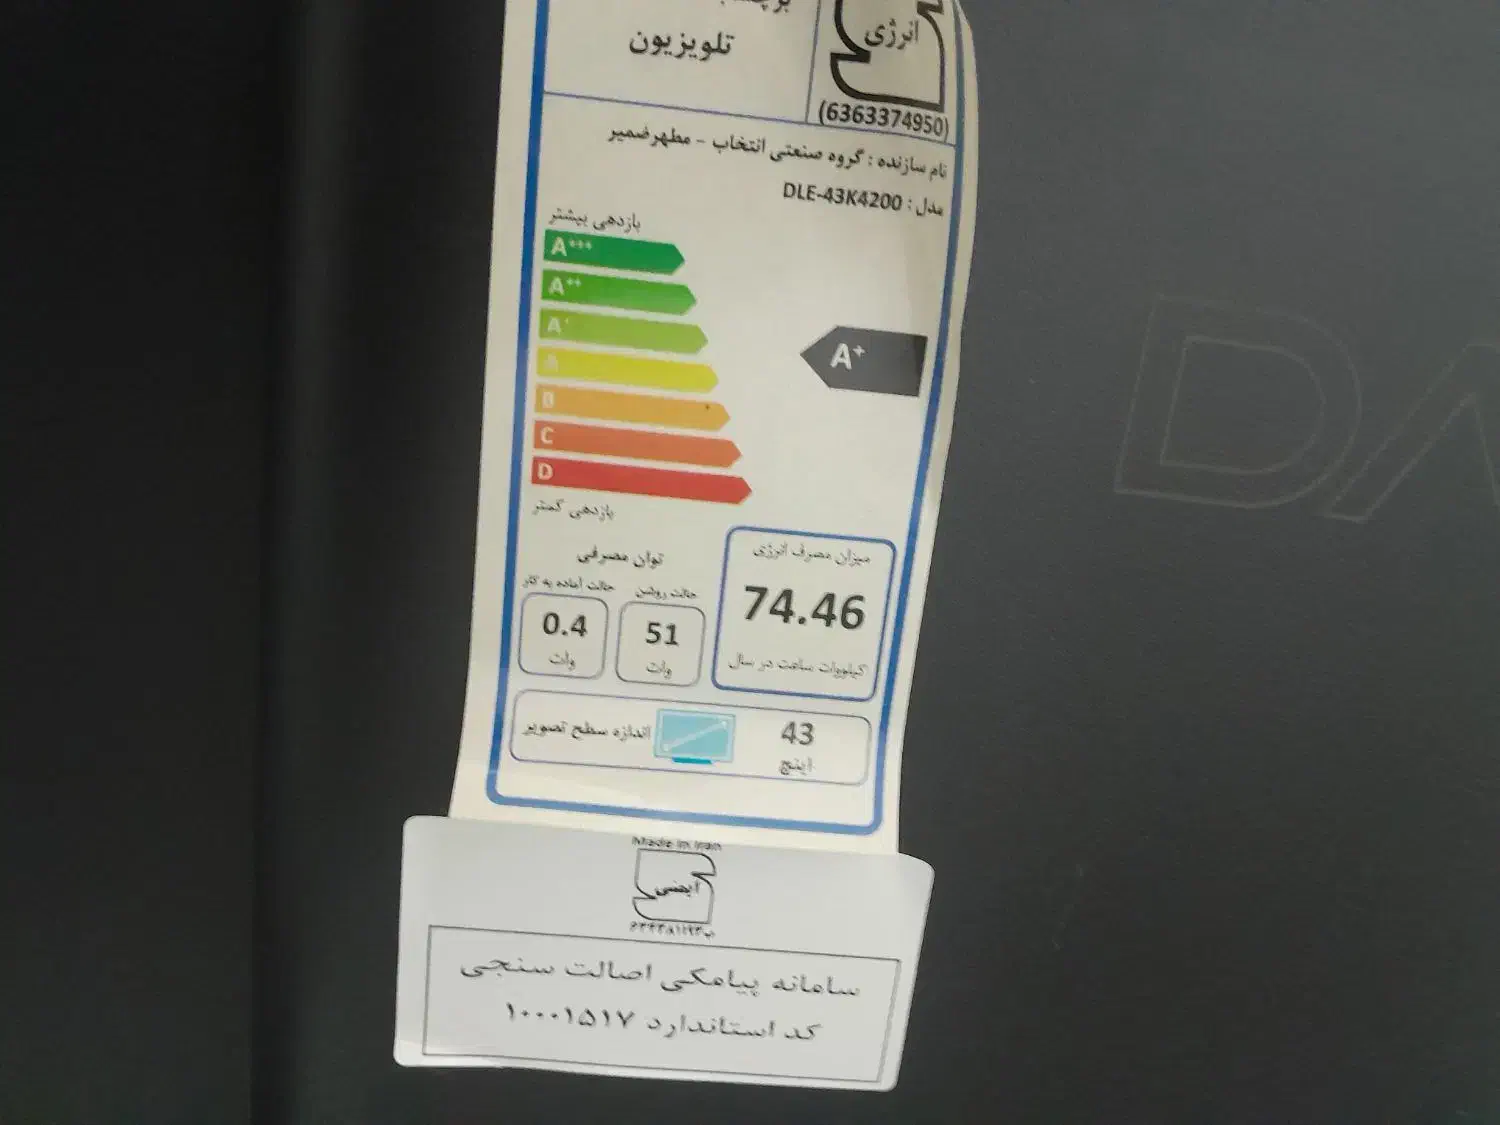 انرژی
تلویزیون
(6363374950)
نام سازنده : گروه صنعتی انتخاب - مطهرضمیر
مدل : DLE-43K4200
بازدهی بیشتر
A+++
A++
A+
A
B
C
D
A+
بازدهی کمتر
توان مصرفی
حالت روشن
حالت آماده به کار
51
وات
0.4
وات
میزان مصرف انرژی
74.46
کیلووات ساعت در سال
اندازه سطح تصویر
43
اینچ
Made in Iran
ایمنی
سامانه پیامکی اصالت سنجی
کد استاندارد ۱۰۰۰۱۵۱۷
DA